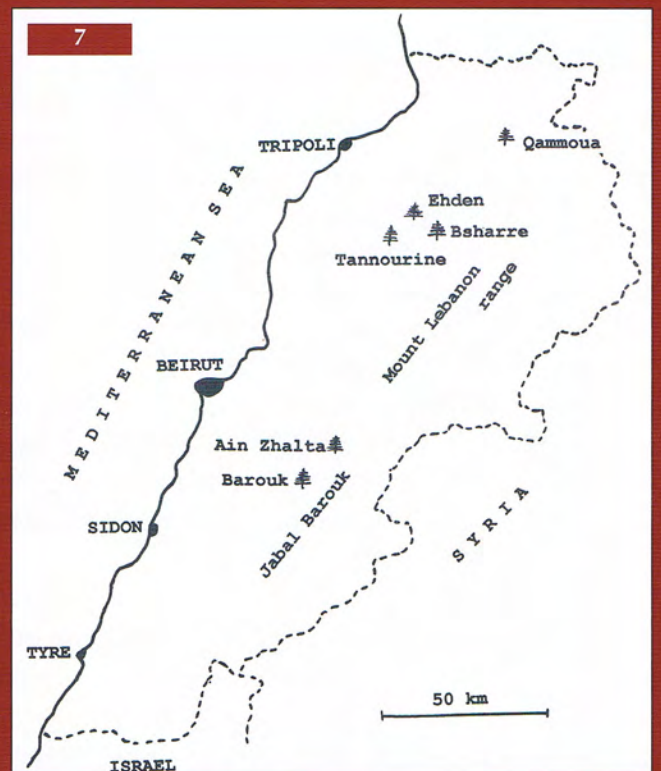 7
TRIPOLI
Qammoua
MEDITERRANEAN SEA
Ehden
Bsharre
Tannourine
Mount Lebanon
range
BEIRUT
Ain Zhalta
Barouk
Jabal Barouk
SYRIA
SIDON
TYRE
50 km
ISRAEL